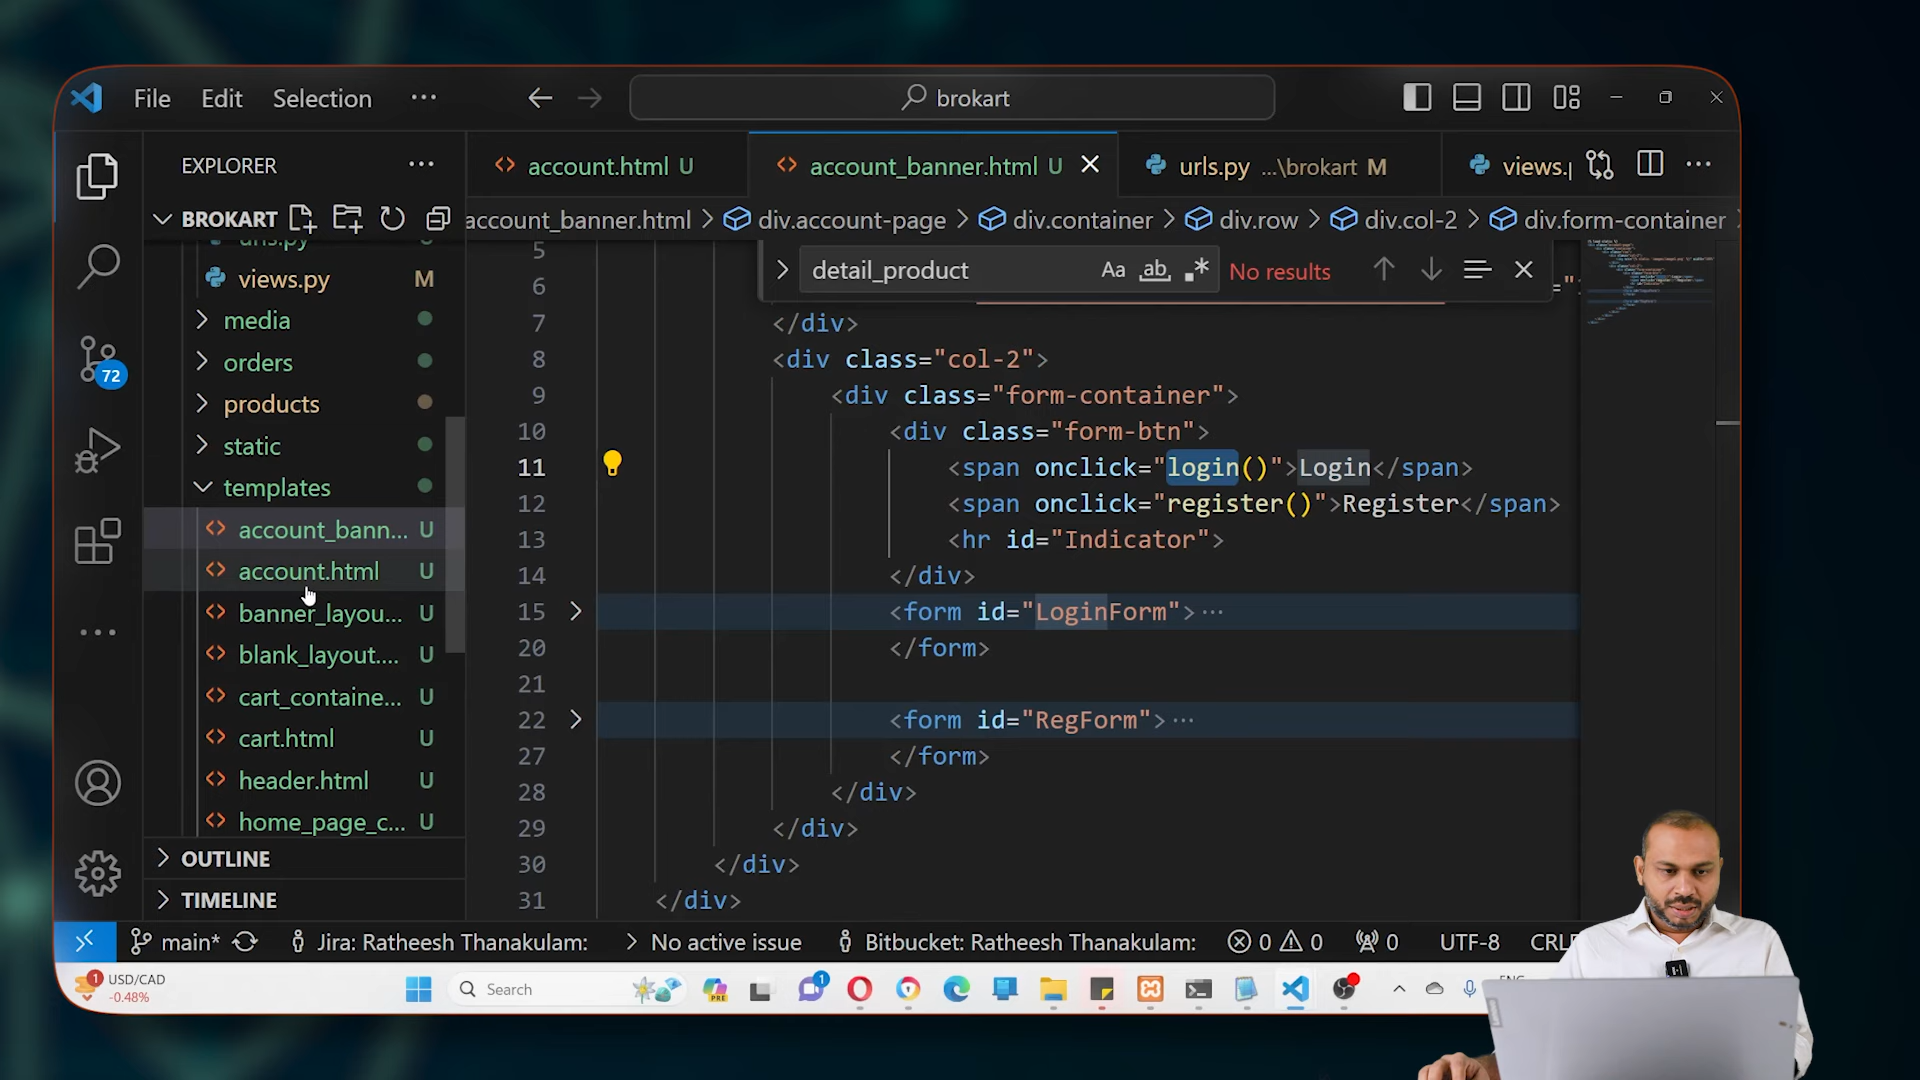 File Edit Selection ···
brokart
EXPLORER ···
account.html U
account_banner.html U
urls.py ...\brokart M
views.p
BROKART
account_banner.html > div.account-page > div.container > div.row > div.col-2 > div.form-container
urls.py U
views.py M
media
orders
products
static
templates
account_bann... U
account.html U
banner_layou... U
blank_layout.... U
cart_containe... U
cart.html U
header.html U
home_page_c... U
OUTLINE
TIMELINE
72
detail_product
Aa ab .*
No results
5
6
7 </div>
8 <div class="col-2">
9 <div class="form-container">
10 <div class="form-btn">
11 <span onclick="login()">Login</span>
12 <span onclick="register()">Register</span>
13 <hr id="Indicator">
14 </div>
15 <form id="LoginForm"> ···
20 </form>
21
22 <form id="RegForm"> ···
27 </form>
28 </div>
29 </div>
30 </div>
31 </div>
main* Jira: Ratheesh Thanakulam: > No active issue Bitbucket: Ratheesh Thanakulam: 0 0 0 UTF-8 CRLF
1 USD/CAD
-0.48%
Search
PRE
1
ENG